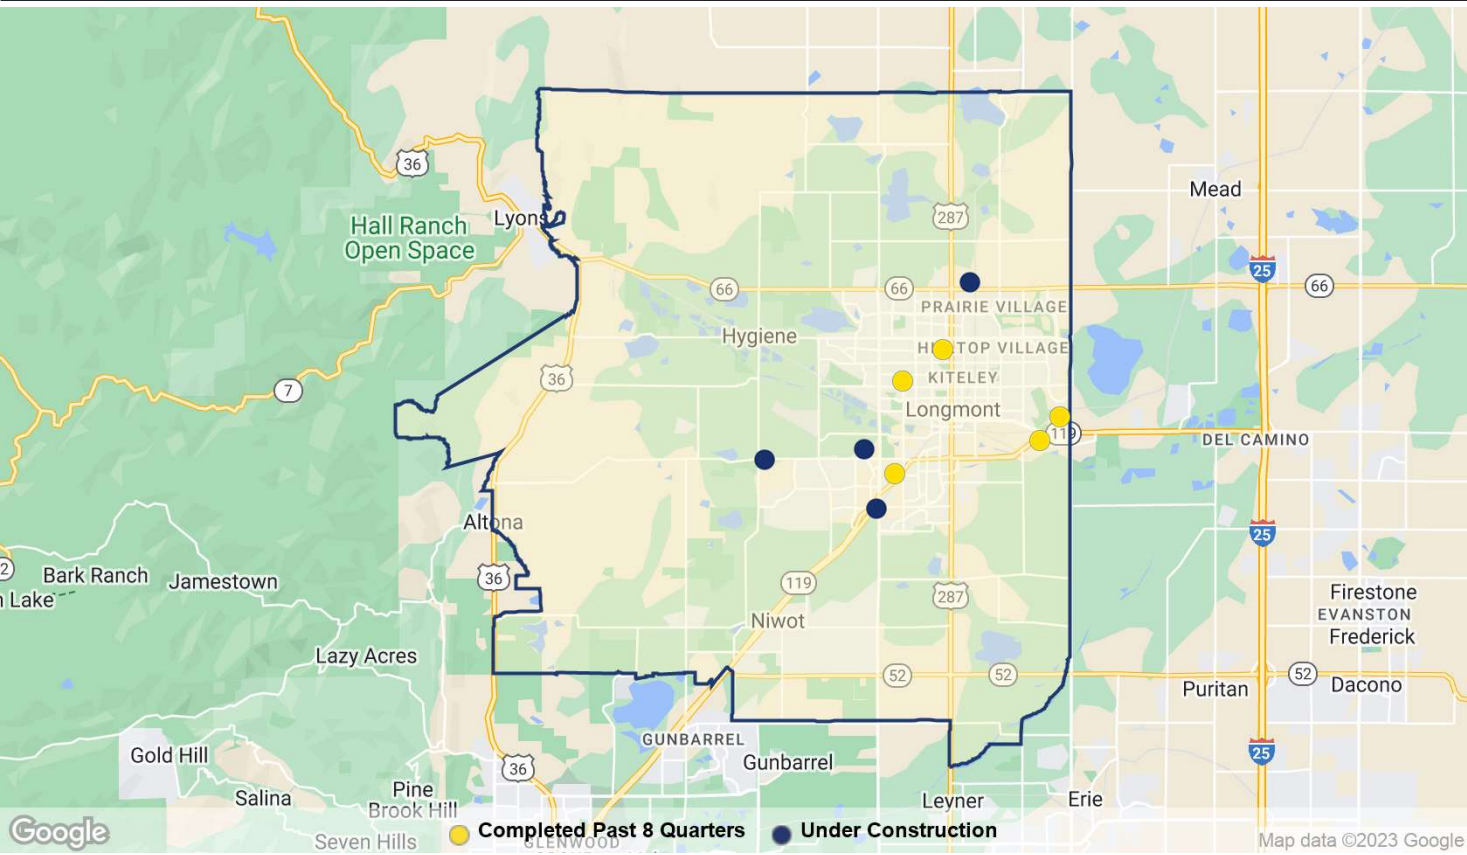 Mead
36
Lyons
Hall Ranch
Open Space
287
25
66
66
66
PRAIRIE VILLAGE
Hygiene
TOP VILLAGE
36
KITELEY
7
Longmont
119
DEL CAMINO
Altona
25
2
Bark Ranch
Jamestown
36
119
287
Firestone
Lake
EVANSTON
Niwot
Frederick
Lazy Acres
52
52
52
Puritan
Dacono
GUNBARREL
Gold Hill
25
Gunbarrel
36
Pine
Brook Hill
Salina
Leyner
Erie
Google
Seven Hills
Completed Past 8 Quarters
Under Construction
GLENWOOD
Map data ©2023 Google